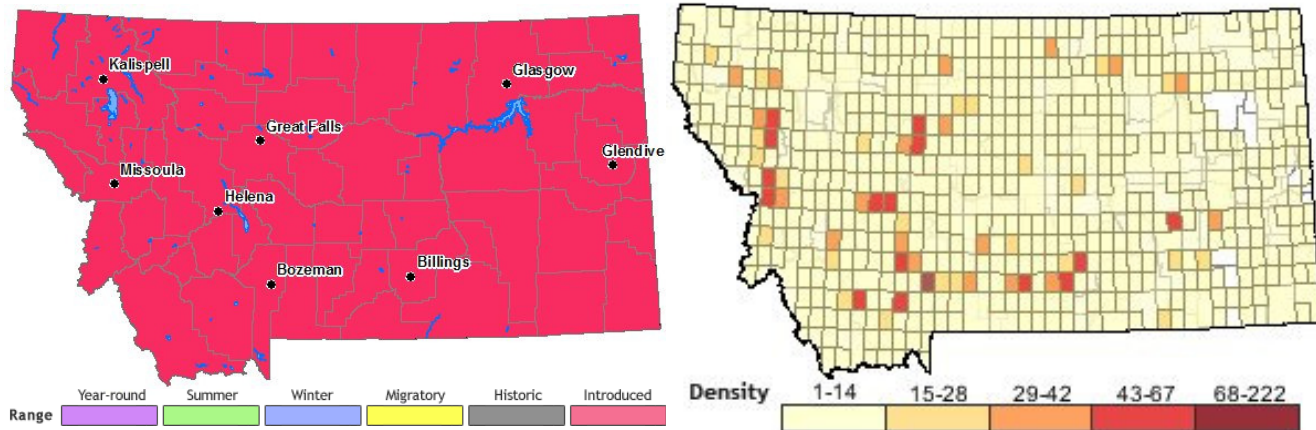 Kalispell
Glasgow
Great Falls
Glendive
Missoula
Helena
Bozeman
Billings
Year-round Summer Winter Migratory Historic Introduced
Range
Density 1-14 15-28 29-42 43-67 68-222